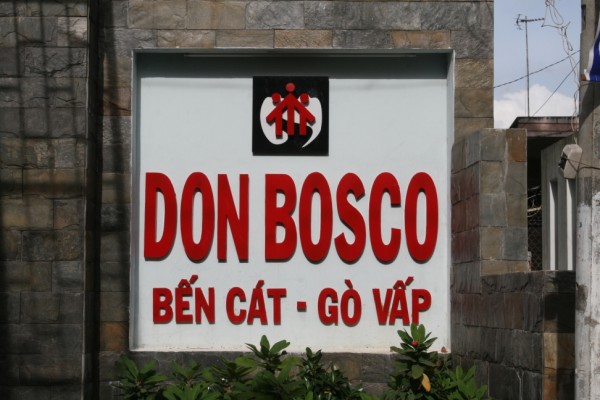 DON BOSCO
BẾN CÁT - GÒ VẤP